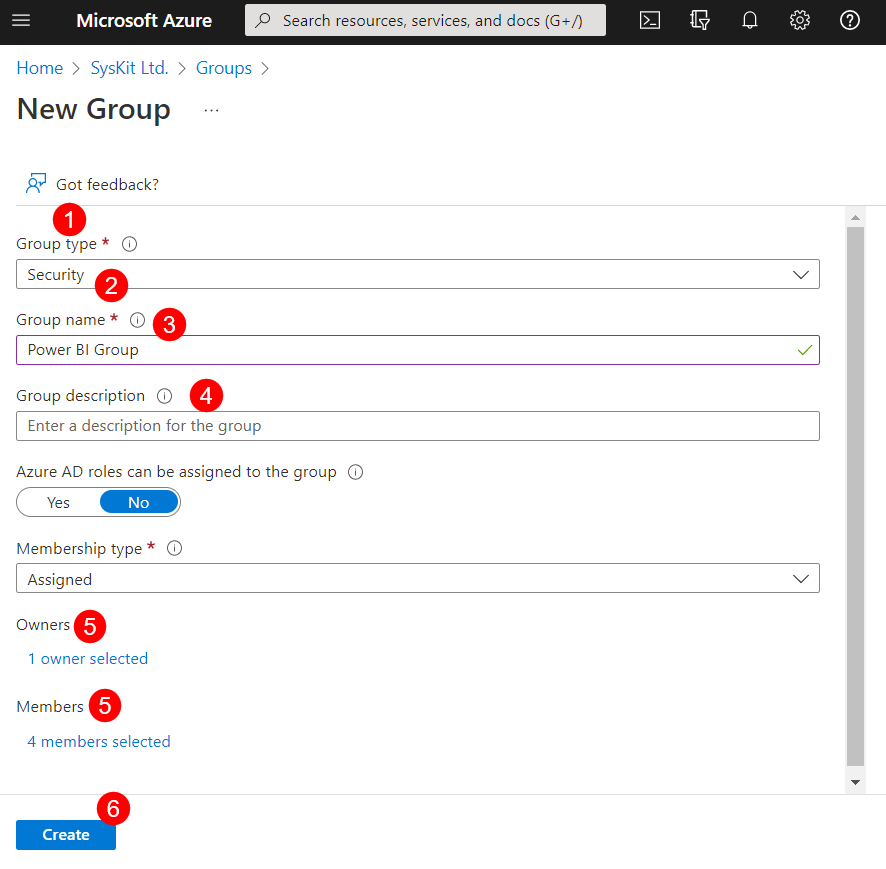 Microsoft Azure
Search resources, services, and docs (G+/)
Home > SysKit Ltd. > Groups >
New Group ...
Got feedback?
1
Group type *
Security
2
Group name *
3
Power BI Group
Group description
4
Enter a description for the group
Azure AD roles can be assigned to the group
Yes No
Membership type *
Assigned
Owners 5
1 owner selected
Members 5
4 members selected
6
Create